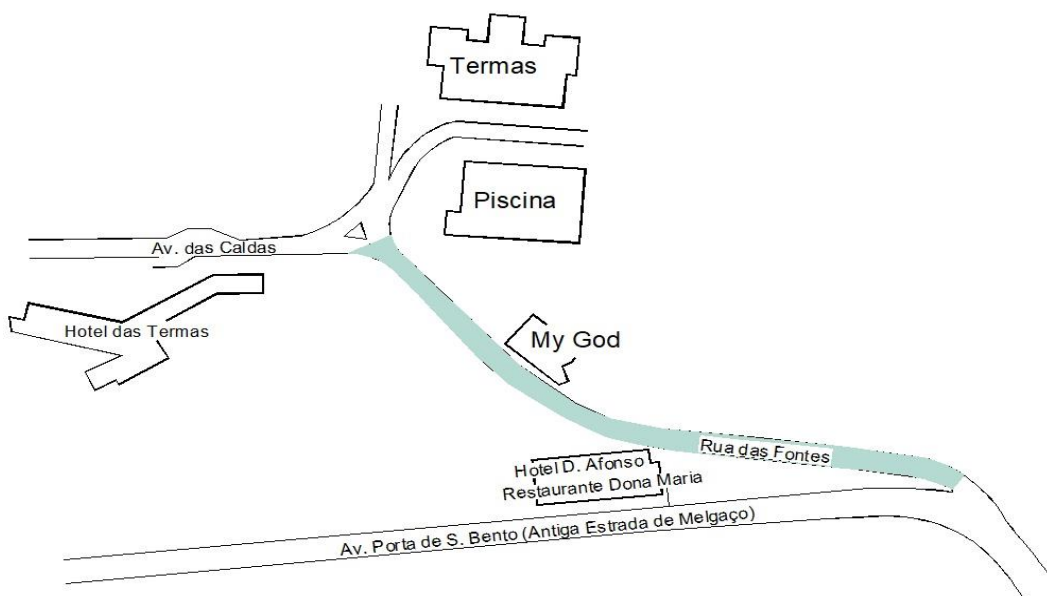 Termas
Piscina
Av. das Caldas
Hotel das Termas
My God
Rua das Fontes
Hotel D. Afonso
Restaurante Dona Maria
Av. Porta de S. Bento (Antiga Estrada de Melgaço)